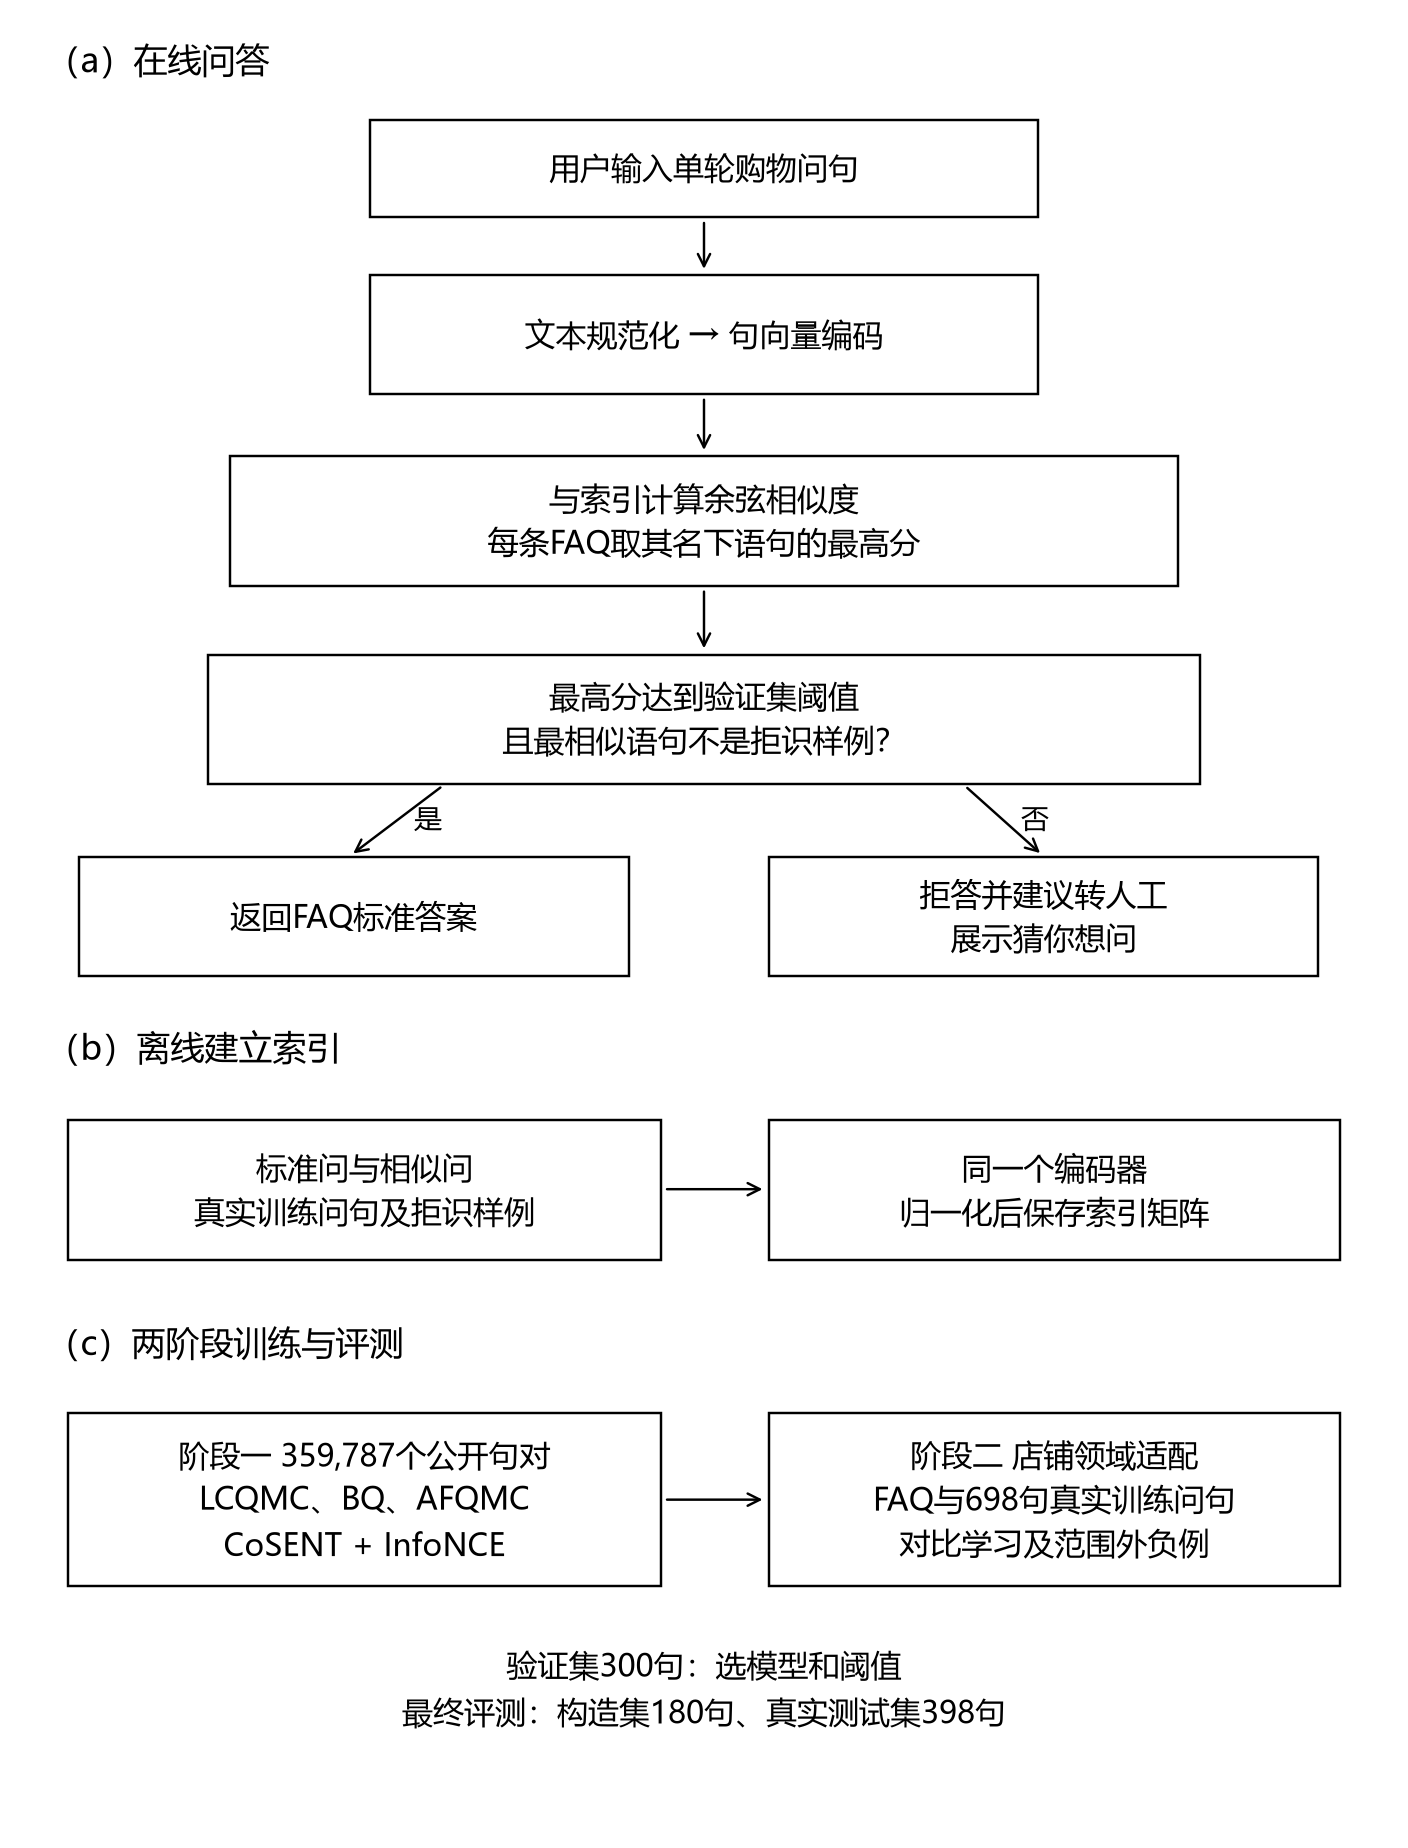 （a）在线问答
用户输入单轮购物问句
文本规范化 → 句向量编码
与索引计算余弦相似度
每条FAQ取其名下语句的最高分
最高分达到验证集阈值
且最相似语句不是拒识样例？
是
否
返回FAQ标准答案
拒答并建议转人工
展示猜你想问
（b）离线建立索引
标准问与相似问
真实训练问句及拒识样例
同一个编码器
归一化后保存索引矩阵
（c）两阶段训练与评测
阶段一 359,787个公开句对
LCQMC、BQ、AFQMC
CoSENT + InfoNCE
阶段二 店铺领域适配
FAQ与698句真实训练问句
对比学习及范围外负例
验证集300句：选模型和阈值
最终评测：构造集180句、真实测试集398句